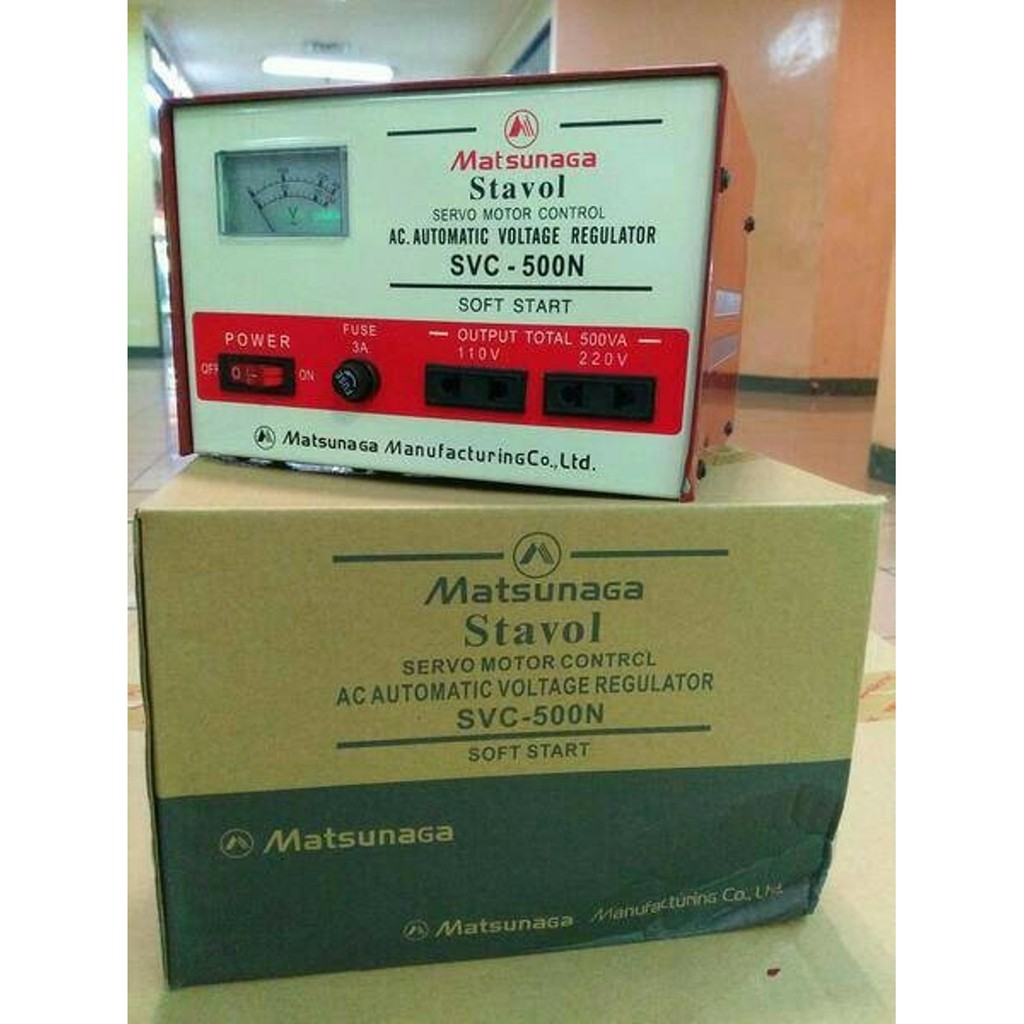 Matsunaga
Stavol
SERVO MOTOR CONTROL
AC. AUTOMATIC VOLTAGE REGULATOR
SVC - 500N
SOFT START
V
POWER
OFF
ON
FUSE
3A
FUSE
OUTPUT TOTAL 500VA
110V 220V
Matsunaga Manufacturing Co., Ltd.
Matsunaga
Stavol
SERVO MOTOR CONTROL
AC AUTOMATIC VOLTAGE REGULATOR
SVC-500N
SOFT START
Matsunaga
Matsunaga Manufacturing Co., Ltd.